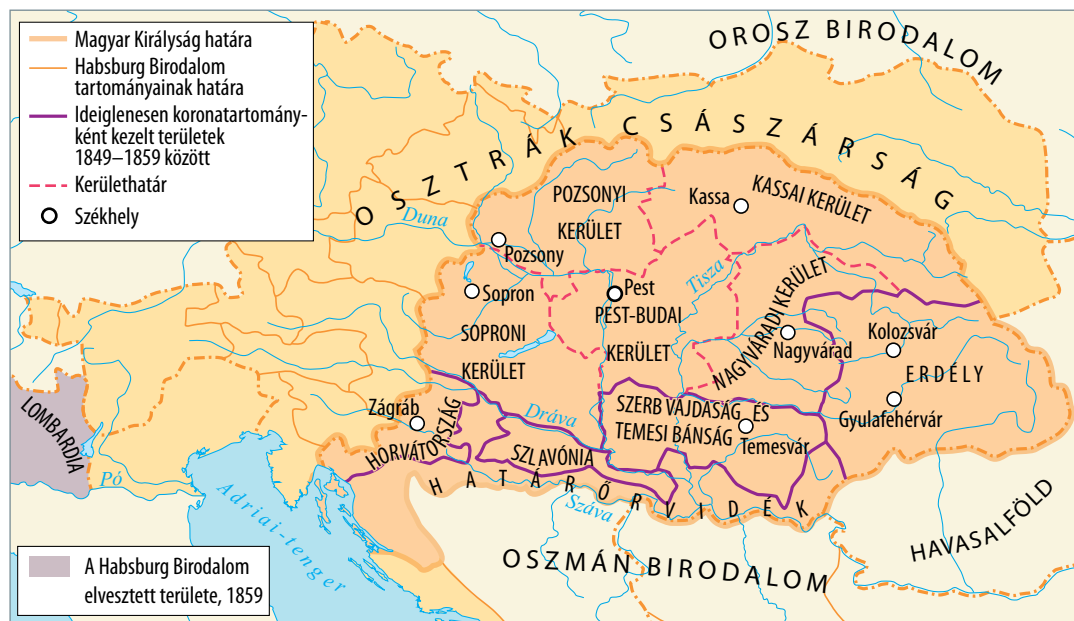 Magyar Királyság határa
Habsburg Birodalom
tartományainak határa
Ideiglenesen koronatartomány-
ként kezelt területek
1849–1859 között
Kerülethatár
Székhely
OROSZ BIRODALOM
OSZTRÁK CSÁSZÁRSÁG
Duna
POZSONYI
KERÜLET
Kassa
KASSAI KERÜLET
Pozsony
Tisza
Sopron
Pest
PEST-BUDAI
KERÜLET
SOPRONI
KERÜLET
NAGYVÁRADI KERÜLET
Nagyvárad
Kolozsvár
ERDÉLY
Gyulafehérvár
LOMBARDIA
Zágráb
HORVÁTORSZÁG
Dráva
SZERB VAJDASÁG ÉS
TEMESI BÁNSÁG
Temesvár
SZLAVÓNIA
HATÁRŐRVIDÉK
Pó
Adriai-tenger
Száva
OSZMÁN BIRODALOM
HAVASALFÖLD
A Habsburg Birodalom
elvesztett területe, 1859